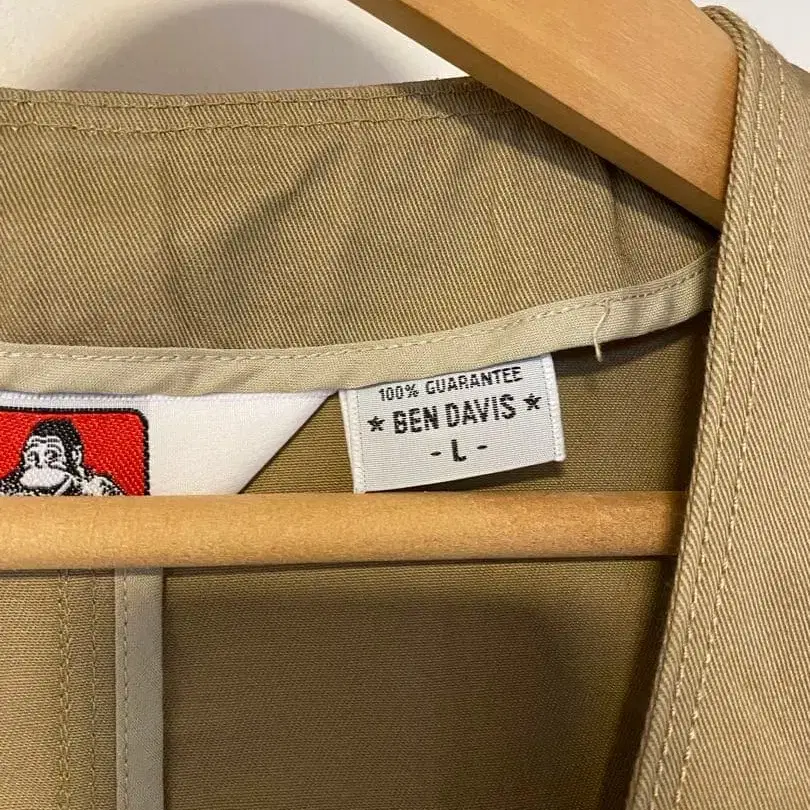 100% GUARANTEE
★ BEN DAVIS ★
- L -